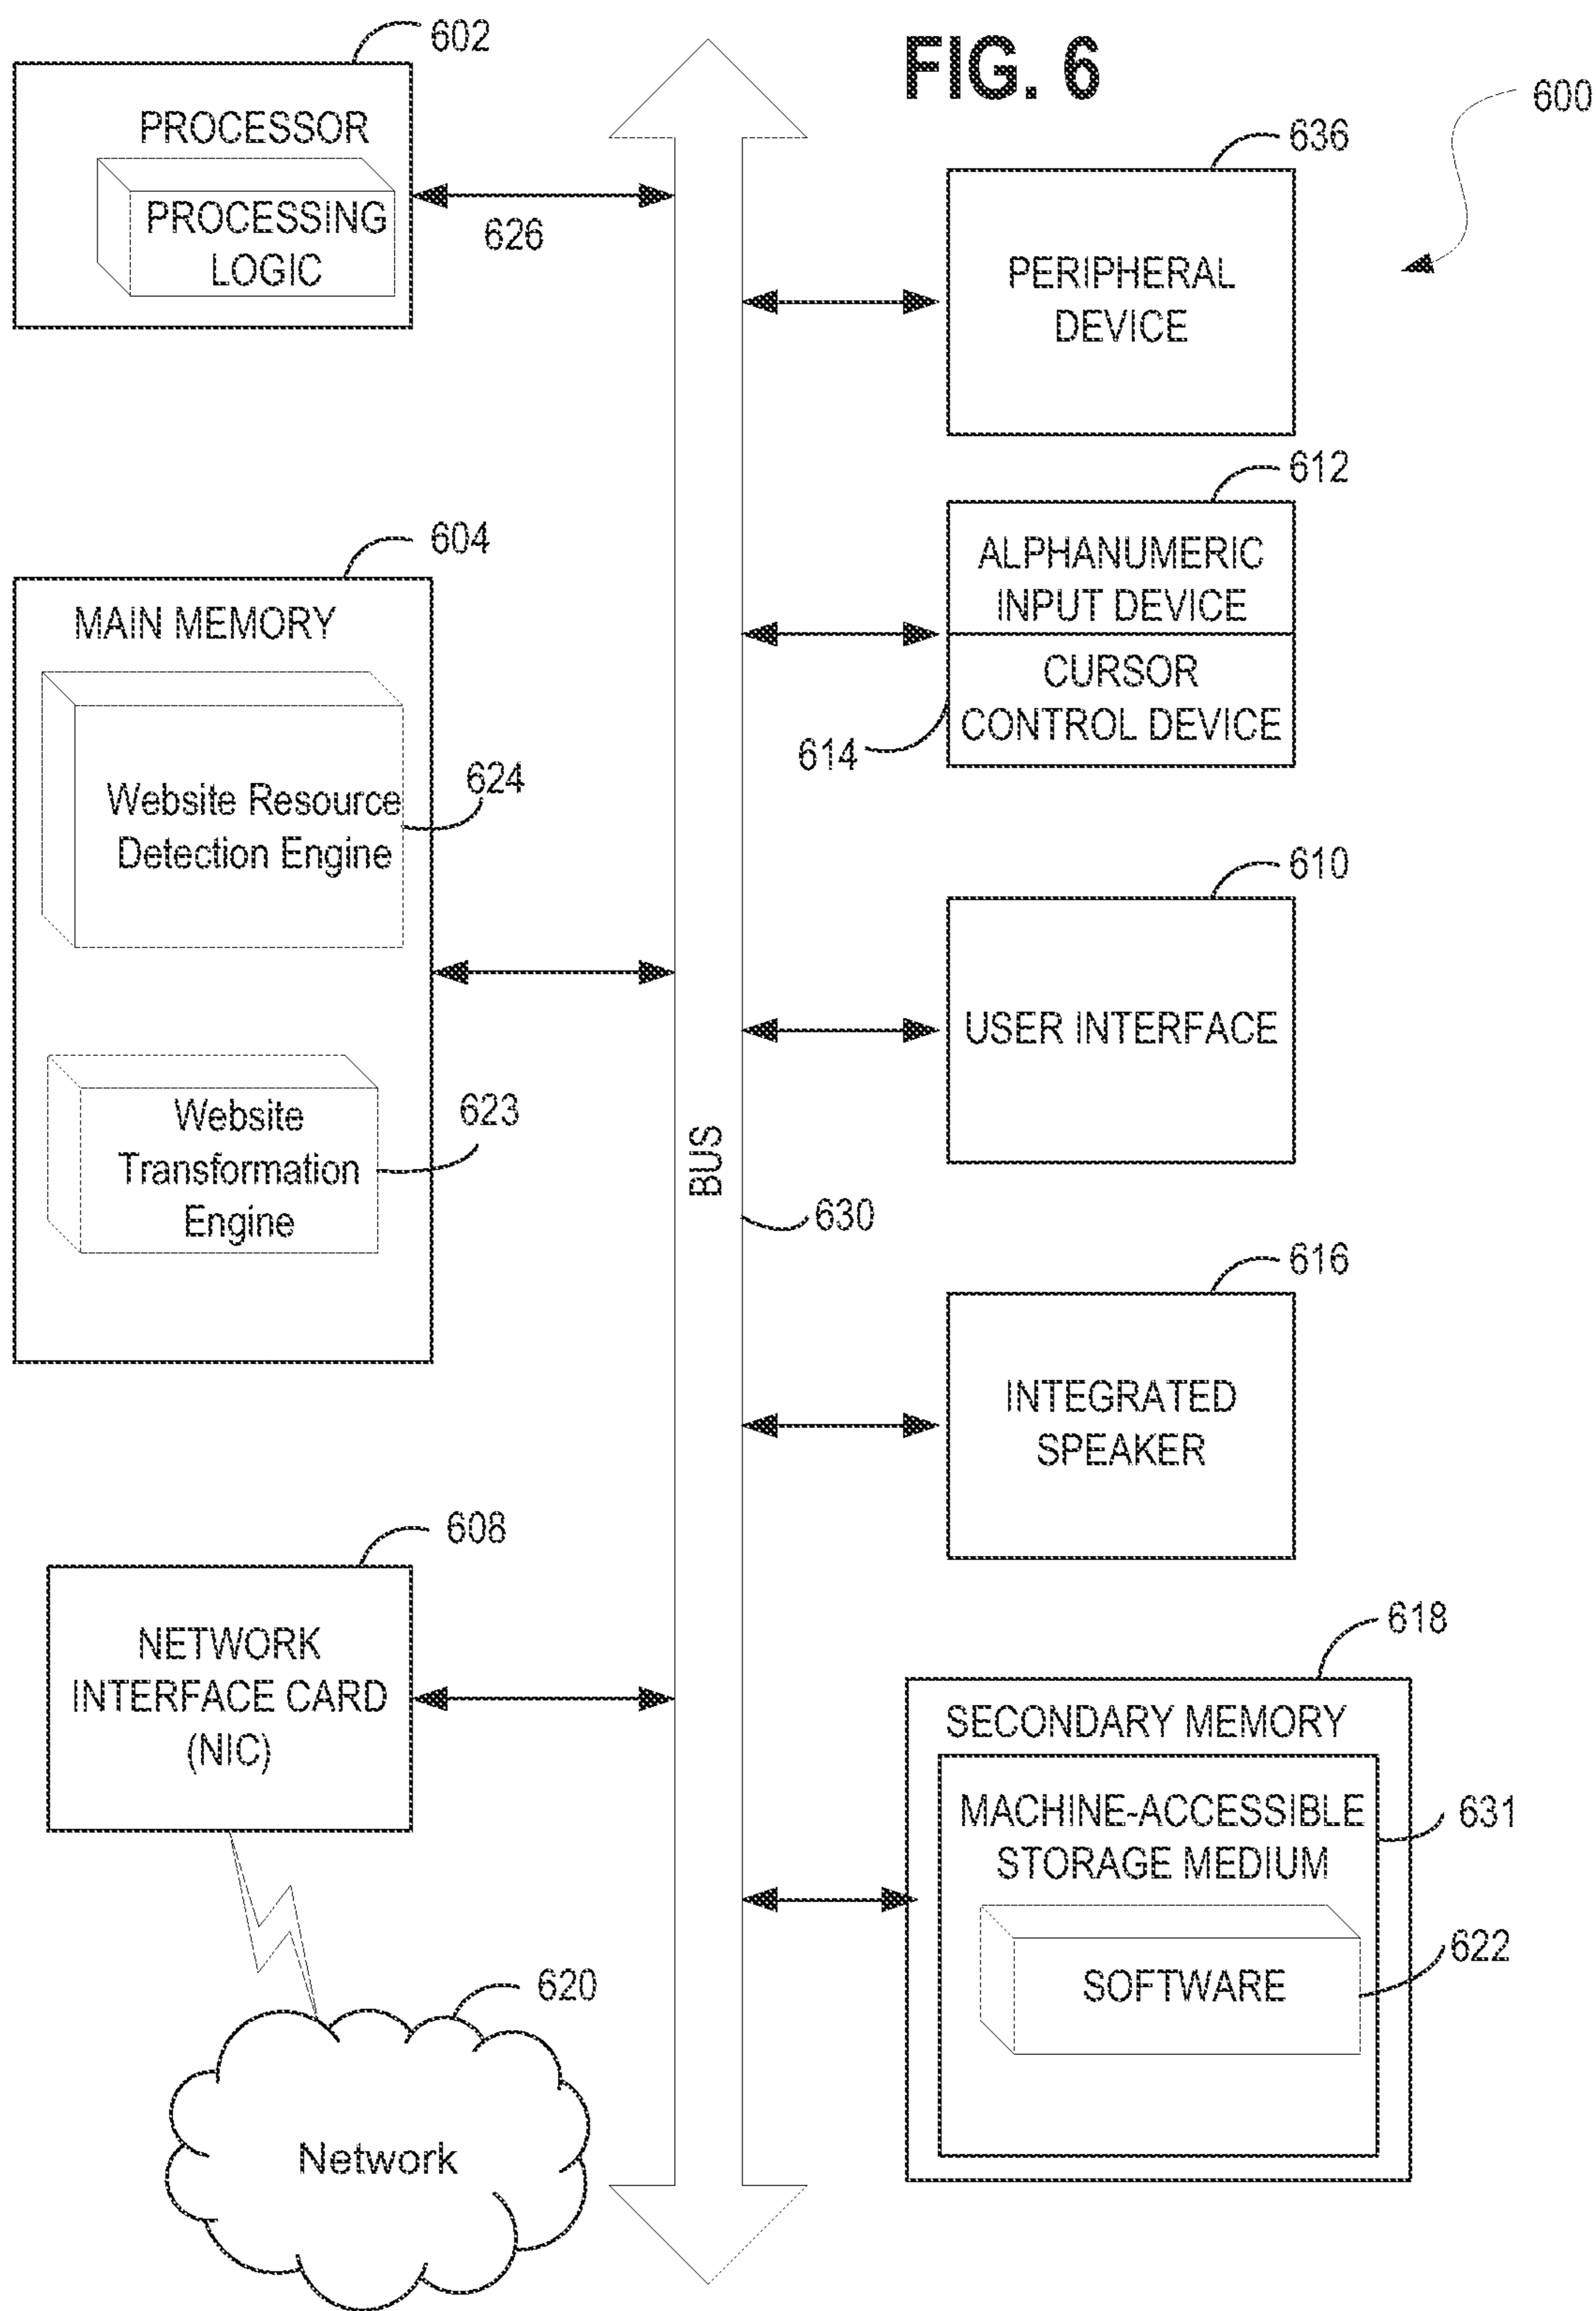 FIG. 6
600
602
PROCESSOR
PROCESSING
LOGIC
626
636
PERIPHERAL
DEVICE
604
MAIN MEMORY
Website Resource
Detection Engine
624
Website
Transformation
Engine
623
612
ALPHANUMERIC
INPUT DEVICE
CURSOR
CONTROL DEVICE
614
610
USER INTERFACE
BUS
630
616
INTEGRATED
SPEAKER
608
NETWORK
INTERFACE CARD
(NIC)
620
Network
618
SECONDARY MEMORY
MACHINE-ACCESSIBLE
STORAGE MEDIUM
631
SOFTWARE
622